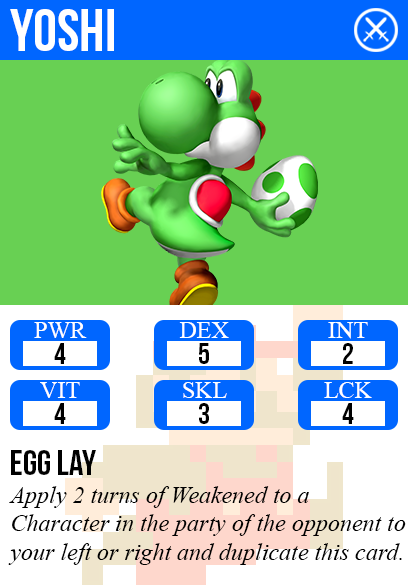 YOSHI
PWR DEX INT
4 5 2
VIT SKL LCK
4 3 4
EGG LAY
Apply 2 turns of Weakened to a
Character in the party of the opponent to
your left or right and duplicate this card.